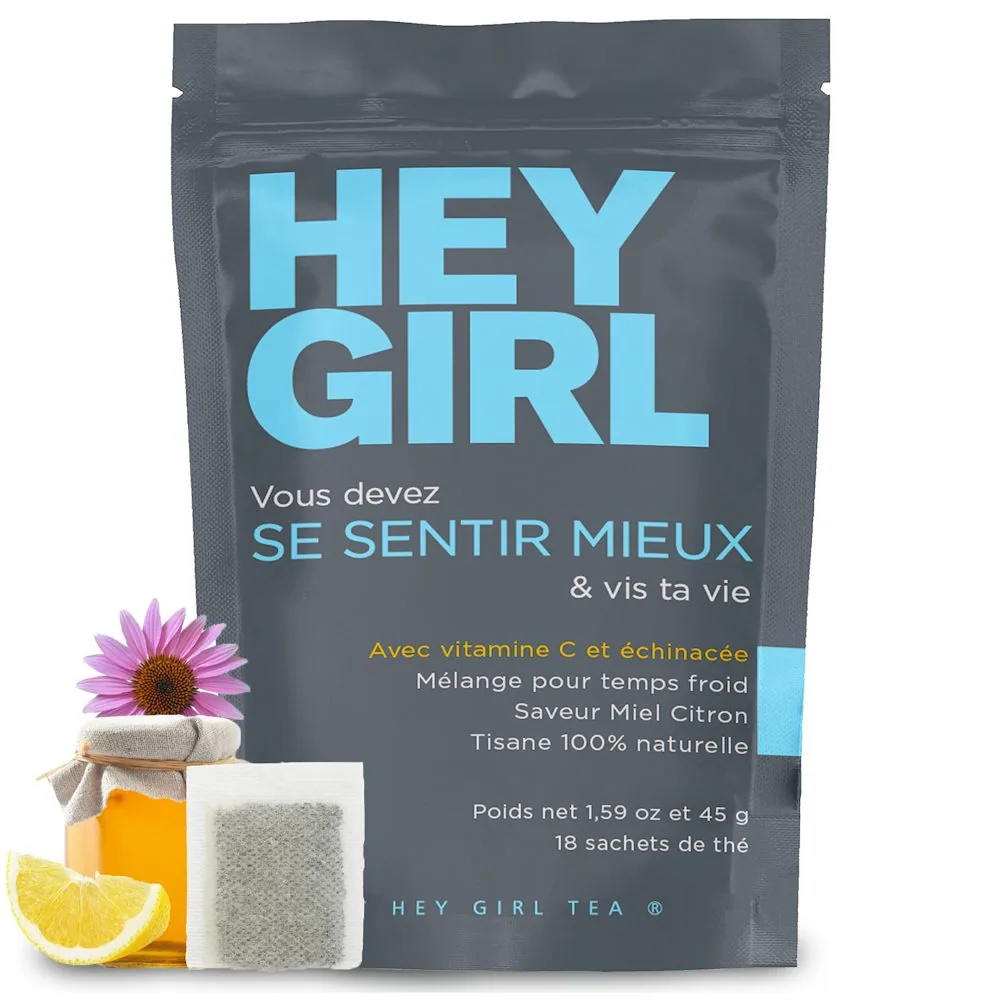 HEY
GIRL
Vous devez
SE SENTIR MIEUX
& vis ta vie
Avec vitamine C et échinacée
Mélange pour temps froid
Saveur Miel Citron
Tisane 100% naturelle
Poids net 1,59 oz et 45 g
18 sachets de thé
HEY GIRL TEA ®